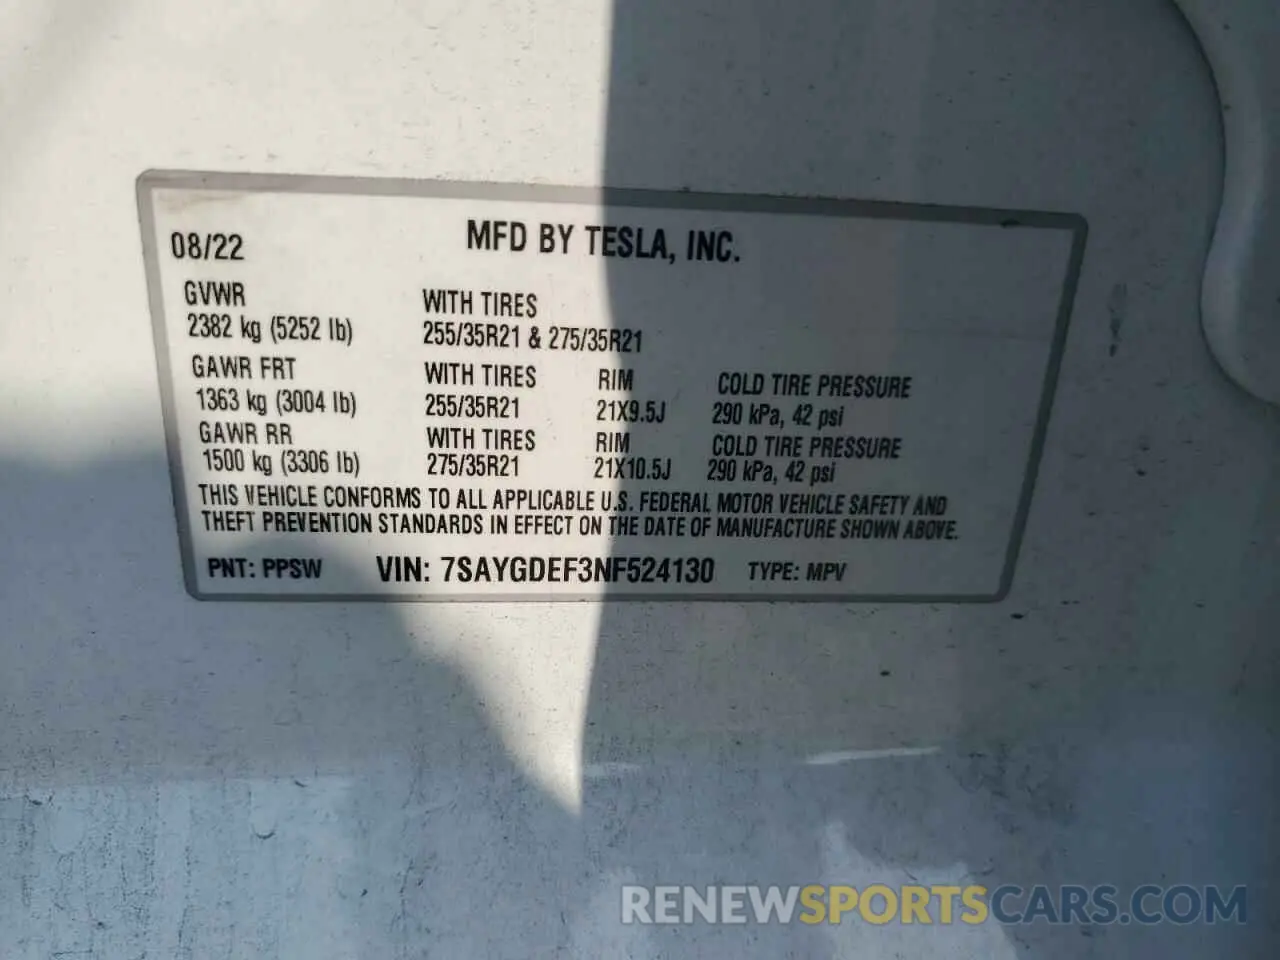 08/22 MFD BY TESLA, INC.
GVWR WITH TIRES
2382 kg (5252 lb) 255/35R21 & 275/35R21
GAWR FRT WITH TIRES RIM COLD TIRE PRESSURE
1363 kg (3004 lb) 255/35R21 21X9.5J 290 kPa, 42 psi
GAWR RR WITH TIRES RIM COLD TIRE PRESSURE
1500 kg (3306 lb) 275/35R21 21X10.5J 290 kPa, 42 psi
THIS VEHICLE CONFORMS TO ALL APPLICABLE U.S. FEDERAL MOTOR VEHICLE SAFETY AND
THEFT PREVENTION STANDARDS IN EFFECT ON THE DATE OF MANUFACTURE SHOWN ABOVE.
PNT: PPSW VIN: 7SAYGDEF3NF524130 TYPE: MPV
RENEWSPORTSCARS.COM